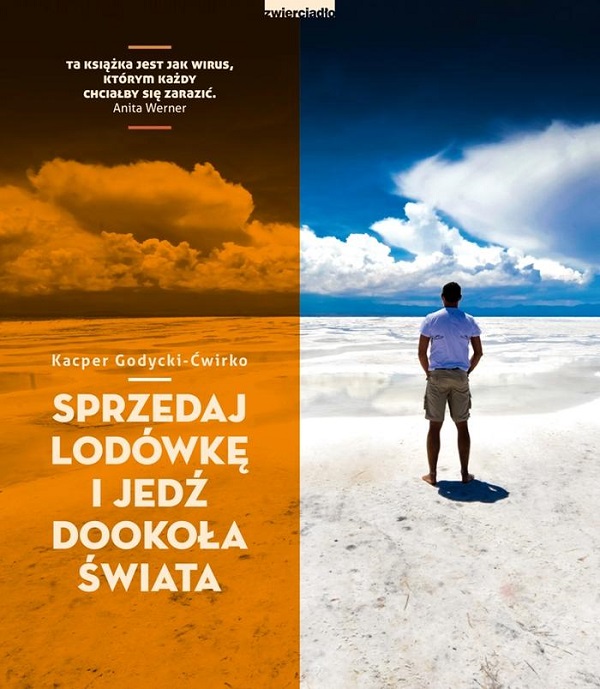 zwierciadło
TA KSIĄŻKA JEST JAK WIRUS,
KTÓRYM KAŻDY
CHCIAŁBY SIĘ ZARAZIĆ.
Anita Werner
Kacper Godycki-Ćwirko
SPRZEDAJ
LODÓWKĘ
I JEDŹ
DOOKOŁA
ŚWIATA